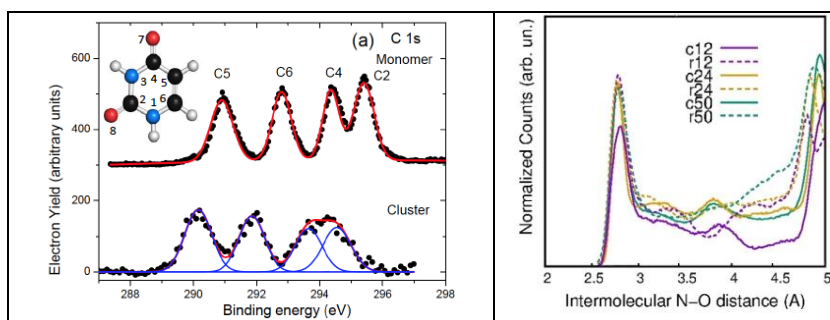 (a) C 1s
Monomer
C5 C6 C4 C2
7
4
3 5
2 1 6
8
Cluster
Electron Yield (arbitrary units)
600
400
200
0
288 290 292 294 296 298
Binding energy (eV)
Normalized Counts (arb. un.)
c12
r12
c24
r24
c50
r50
2 2.5 3 3.5 4 4.5 5
Intermolecular N−O distance (A)